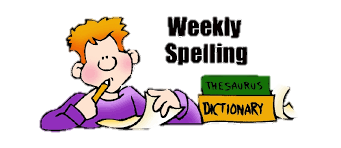 Weekly
Spelling
THESAURUS
DICTIONARY